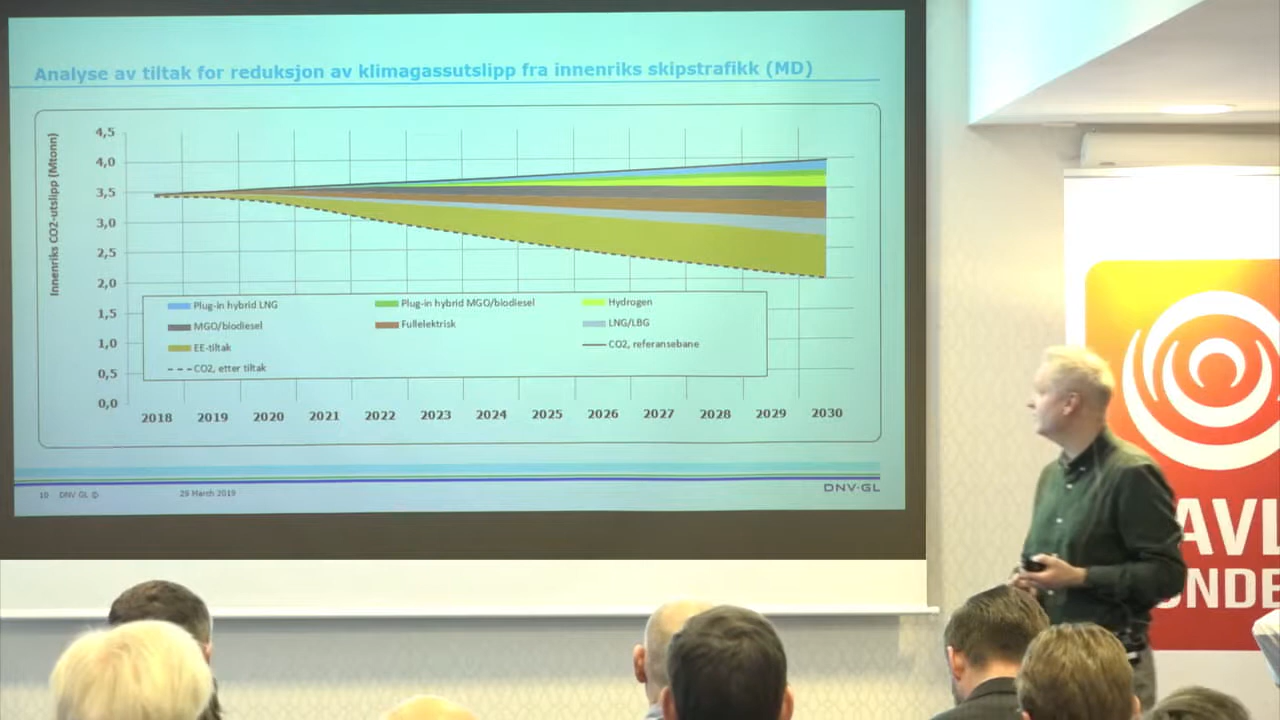 Analyse av tiltak for reduksjon av klimagassutslipp fra innenriks skipstrafikk (MD)
Innenriks CO2-utslipp (Mtonn)
4,5
4,0
3,5
3,0
2,5
2,0
1,5
1,0
0,5
0,0
Plug-in hybrid LNG
Plug-in hybrid MGO/biodiesel
Hydrogen
MGO/biodiesel
Fullelektrisk
LNG/LBG
EE-tiltak
CO2, referansebane
CO2, etter tiltak
2018 2019 2020 2021 2022 2023 2024 2025 2026 2027 2028 2029 2030
10 DNV GL © 29 March 2019
DNV·GL
AVL
NDE